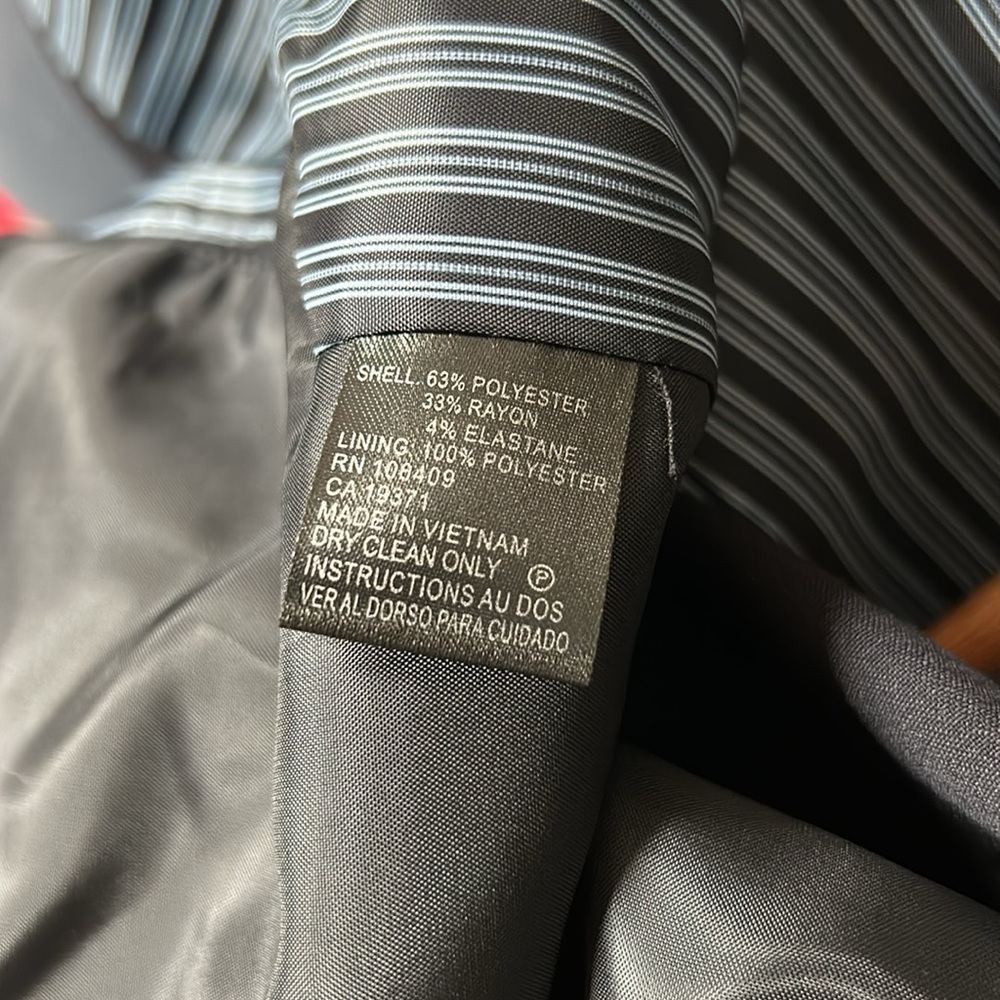 SHELL: 63% POLYESTER
33% RAYON
4% ELASTANE
LINING: 100% POLYESTER
RN 108409
CA 19371
MADE IN VIETNAM
DRY CLEAN ONLY Ⓟ
INSTRUCTIONS AU DOS
VER AL DORSO PARA CUIDADO